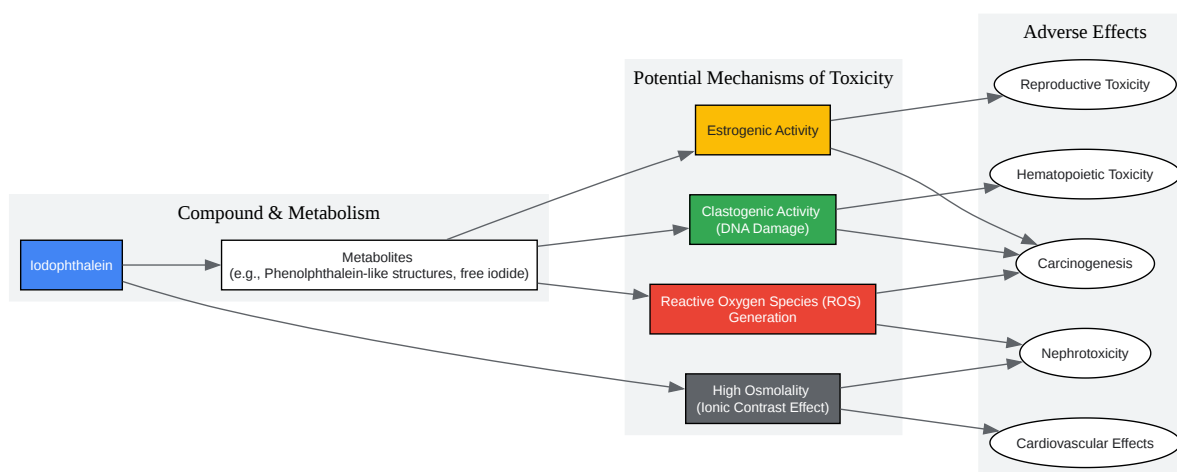 Compound & Metabolism
Iodophthalein
Metabolites
(e.g., Phenolphthalein-like structures, free iodide)
Potential Mechanisms of Toxicity
Estrogenic Activity
Clastogenic Activity
(DNA Damage)
Reactive Oxygen Species (ROS)
Generation
High Osmolality
(Ionic Contrast Effect)
Adverse Effects
Reproductive Toxicity
Hematopoietic Toxicity
Carcinogenesis
Nephrotoxicity
Cardiovascular Effects